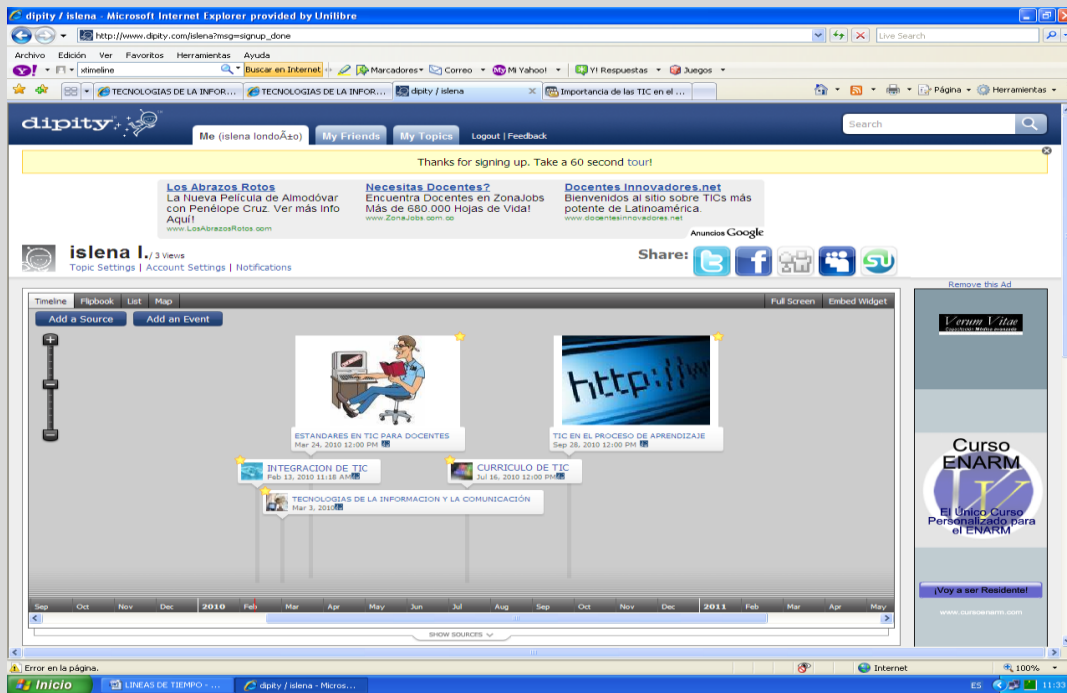 dipity / islena - Microsoft Internet Explorer provided by Unilibre
http://www.dipity.com/islena?msg=signup_done
Live Search
Archivo Edición Ver Favoritos Herramientas Ayuda
Y! xtimeline Buscar en Internet Marcadores Correo Mi Yahoo! Y! Respuestas Juegos
TECNOLOGIAS DE LA INFOR... TECNOLOGIAS DE LA INFOR... dipity / islena Importancia de las TIC en el ... Página Herramientas
dipity
Me (islena londoÃ±o) My Friends My Topics Logout | Feedback Search
Thanks for signing up. Take a 60 second tour!
Los Abrazos Rotos
La Nueva Película de Almodóvar
con Penélope Cruz. Ver más Info
Aquí!
www.LosAbrazosRotos.com
Necesitas Docentes?
Encuentra Docentes en ZonaJobs
Más de 680.000 Hojas de Vida!
www.ZonaJobs.com.co
Docentes Innovadores.net
Bienvenidos al sitio sobre TICs más
potente de Latinoamérica.
www.docentesinnovadores.net
Anuncios Google
islena l. / 3 Views
Topic Settings | Account Settings | Notifications
Share:
Remove this Ad
Timeline Flipbook List Map Full Screen Embed Widget
Add a Source Add an Event
http://w
ESTANDARES EN TIC PARA DOCENTES
Mar 24, 2010 12:00 PM
TIC EN EL PROCESO DE APRENDIZAJE
Sep 28, 2010 12:00 PM
INTEGRACION DE TIC
Feb 13, 2010 11:18 AM
CURRICULO DE TIC
Jul 16, 2010 12:00 PM
TECNOLOGIAS DE LA INFORMACION Y LA COMUNICACIÓN
Mar 3, 2010
Sep Oct Nov Dec 2010 Feb Mar Apr May Jun Jul Aug Sep Oct Nov Dec 2011 Feb Mar Apr May
SHOW SOURCES
Verum Vitae
Curso
ENARM
El Único Curso
Personalizado para
el ENARM
¡Voy a ser Residente!
www.cursoenarm.com
Error en la página. Internet 100%
Inicio LINEAS DE TIEMPO - ... dipity / islena - Micros... ES 11:33